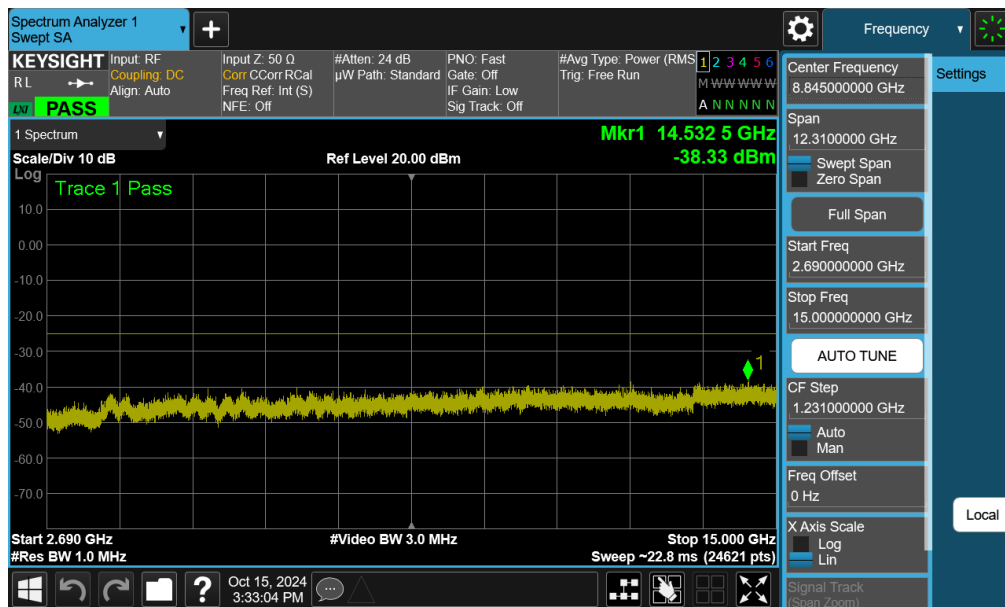 Spectrum Analyzer 1
Swept SA
+
Frequency
KEYSIGHT
RL
LXI PASS
Input: RF
Coupling: DC
Align: Auto
Input Z: 50 Ω
Corr CCorr RCal
Freq Ref: Int (S)
NFE: Off
#Atten: 24 dB
µW Path: Standard
PNO: Fast
Gate: Off
IF Gain: Low
Sig Track: Off
#Avg Type: Power (RMS
Trig: Free Run
1 2 3 4 5 6
M W W W W W
A N N N N N
1 Spectrum
Scale/Div 10 dB
Ref Level 20.00 dBm
Mkr1 14.532 5 GHz
-38.33 dBm
Log
Trace 1 Pass
10.0
0.00
-10.0
-20.0
-30.0
-40.0
-50.0
-60.0
-70.0
1
Start 2.690 GHz
#Video BW 3.0 MHz
Stop 15.000 GHz
#Res BW 1.0 MHz
Sweep ~22.8 ms (24621 pts)
?
Oct 15, 2024
3:33:04 PM
Center Frequency
8.845000000 GHz
Span
12.3100000 GHz
Swept Span
Zero Span
Full Span
Start Freq
2.690000000 GHz
Stop Freq
15.000000000 GHz
AUTO TUNE
CF Step
1.231000000 GHz
Auto
Man
Freq Offset
0 Hz
X Axis Scale
Log
Lin
Signal Track
(Span Zoom)
Settings
Local